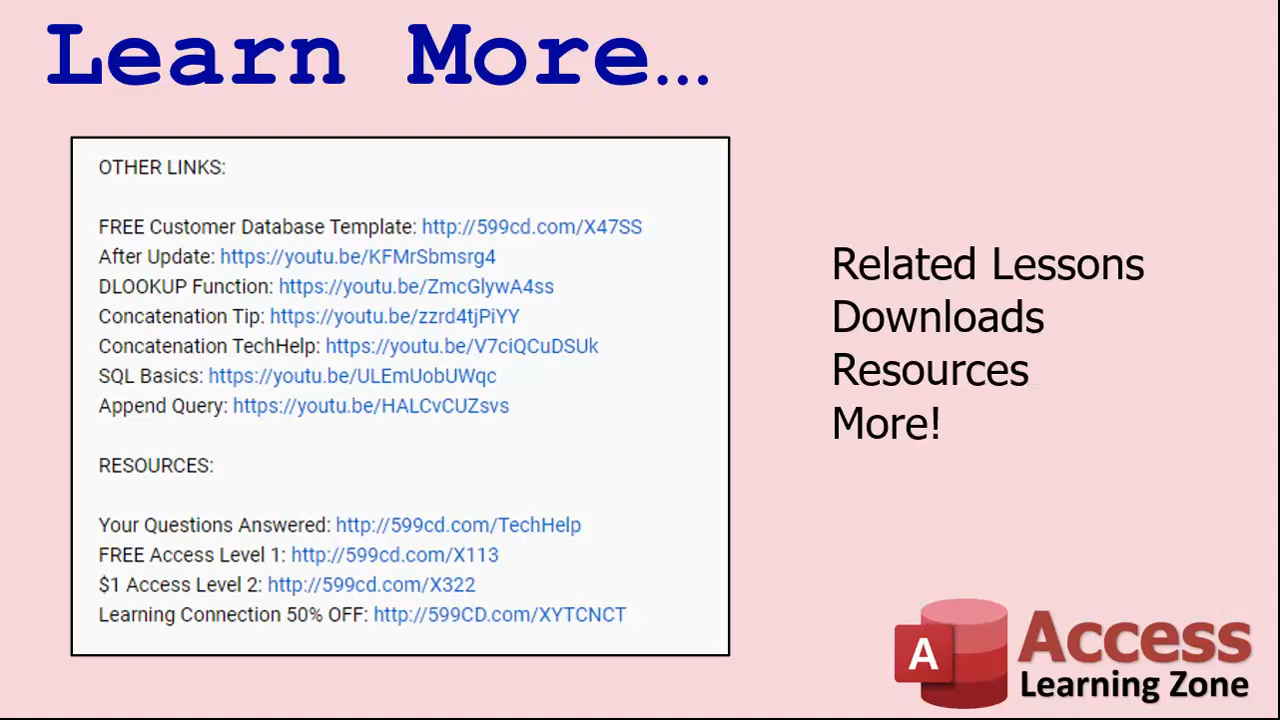 Learn More...
OTHER LINKS:
FREE Customer Database Template: http://599cd.com/X47SS
After Update: https://youtu.be/KFMrSbmsrg4
DLOOKUP Function: https://youtu.be/ZmcGlywA4ss
Concatenation Tip: https://youtu.be/zzrd4tjPiYY
Concatenation TechHelp: https://youtu.be/V7ciQCuDSUk
SQL Basics: https://youtu.be/ULEmUobUWqc
Append Query: https://youtu.be/HALCvCUZsvs
RESOURCES:
Your Questions Answered: http://599cd.com/TechHelp
FREE Access Level 1: http://599cd.com/X113
$1 Access Level 2: http://599cd.com/X322
Learning Connection 50% OFF: http://599CD.com/XYTCNCT
Related Lessons
Downloads
Resources
More!
A
Access
Learning Zone